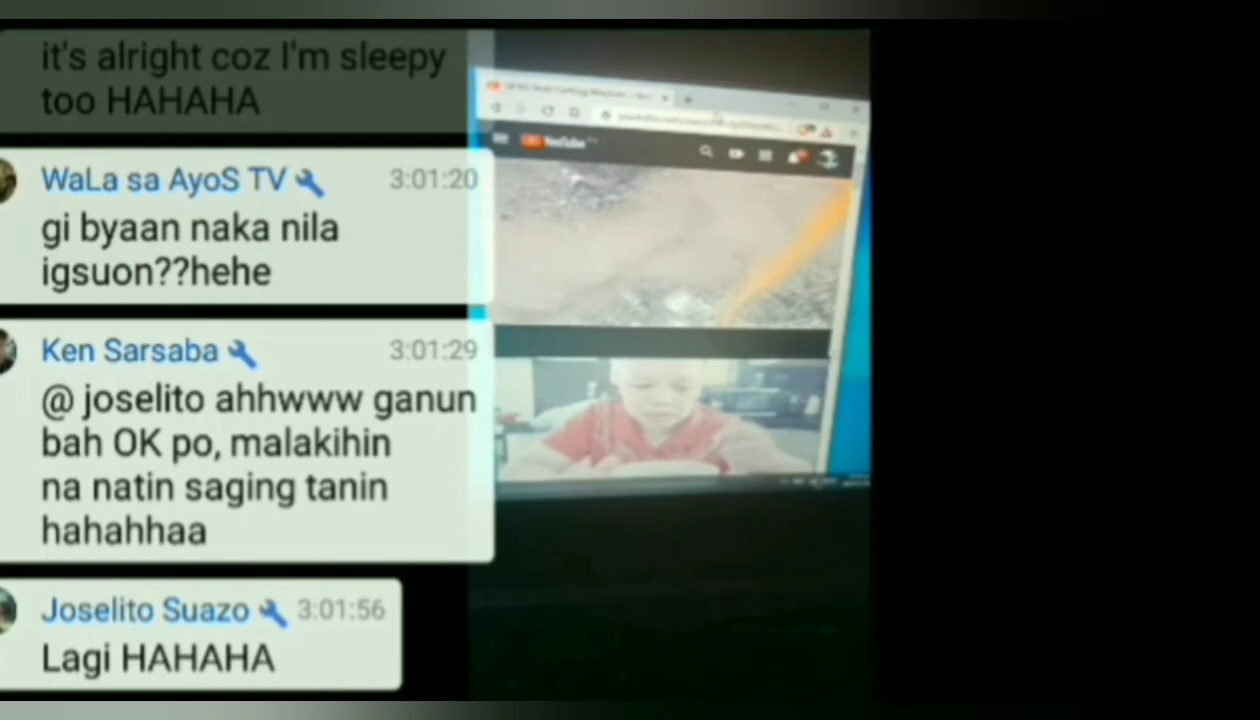 it's alright coz I'm sleepy
too HAHAHA
WaLa sa AyoS TV 3:01:20
gi byaan naka nila
igsuon??hehe
Ken Sarsaba 3:01:29
@ joselito ahhwww ganun
bah OK po, malakihin
na natin saging tanin
hahahhaa
Joselito Suazo 3:01:56
Lagi HAHAHA
YouTube